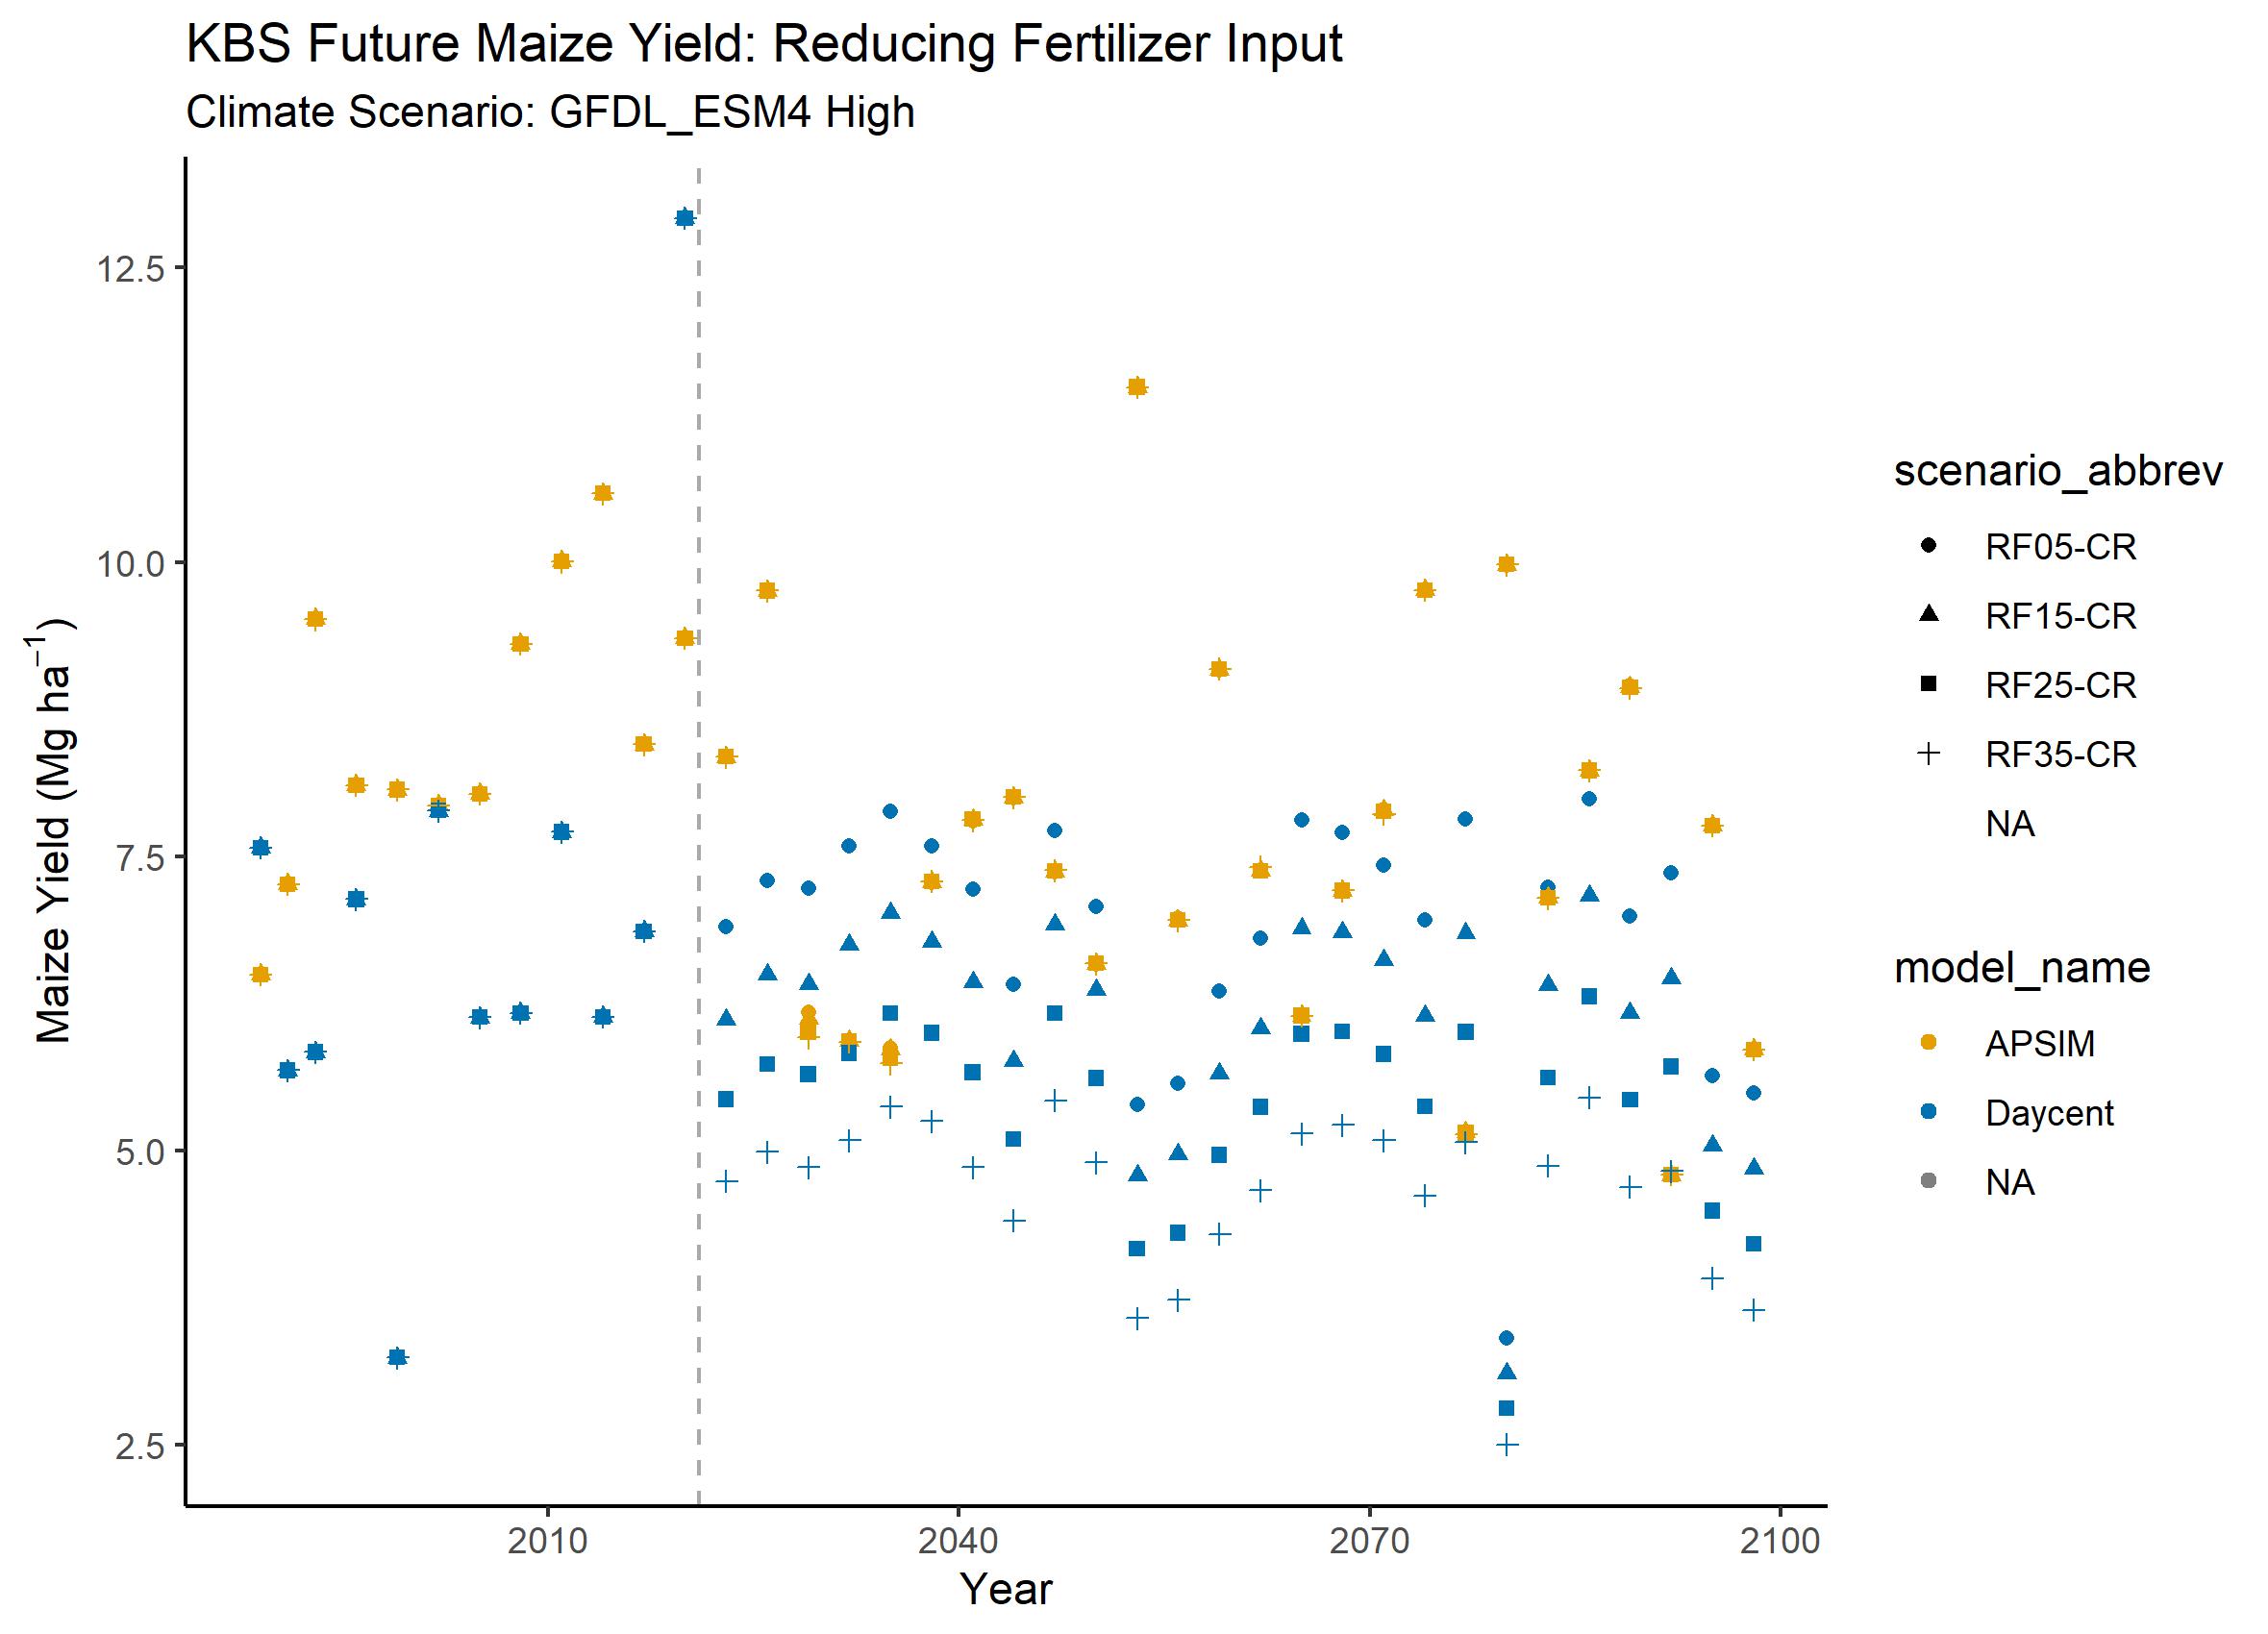 KBS Future Maize Yield: Reducing Fertilizer Input
Climate Scenario: GFDL_ESM4 High
Maize Yield (Mg ha⁻¹)
12.5
10.0
7.5
5.0
2.5
2010
2040
2070
2100
Year
scenario_abbrev
RF05-CR
RF15-CR
RF25-CR
RF35-CR
NA
model_name
APSIM
Daycent
NA